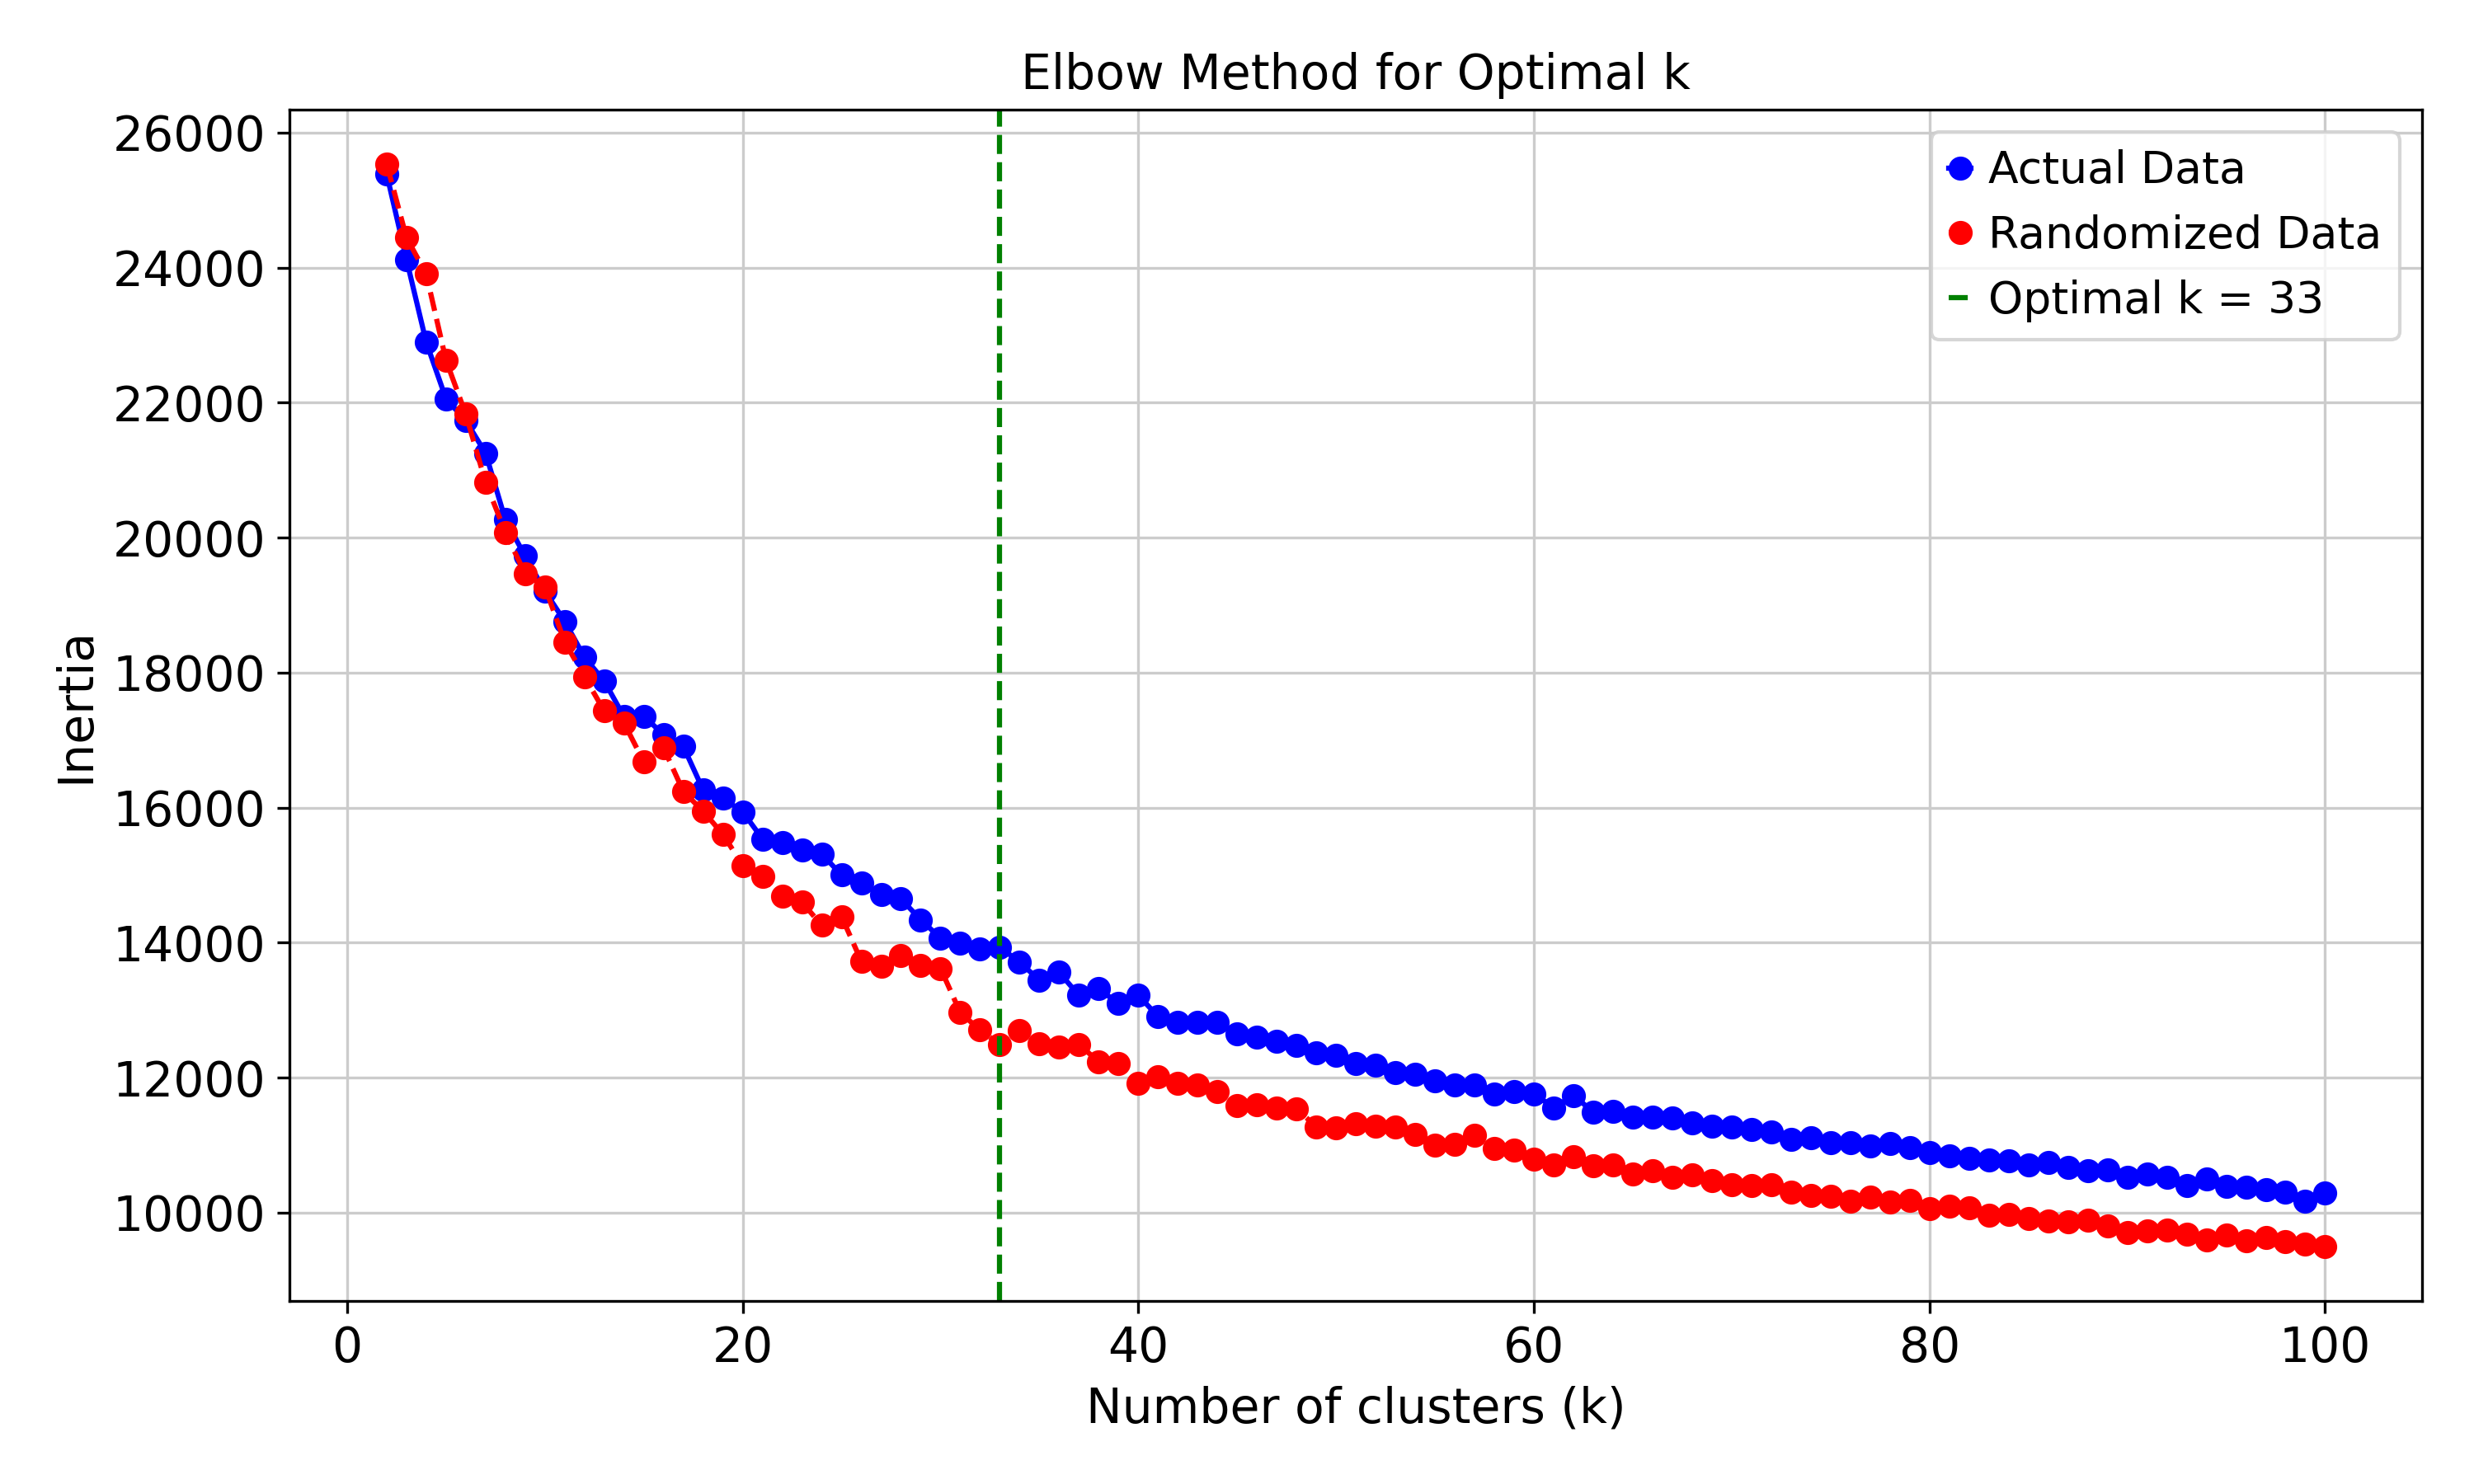 Elbow Method for Optimal k
26000
24000
22000
20000
18000
16000
14000
12000
10000
Inertia
Actual Data
Randomized Data
Optimal k = 33
0 20 40 60 80 100
Number of clusters (k)